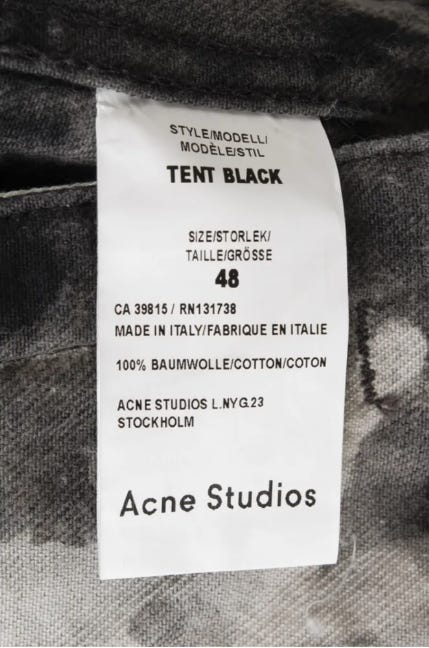 STYLE/MODELL/
MODÈLE/STIL
TENT BLACK
SIZE/STORLEK/
TAILLE/GRÖSSE
48
CA 39815 / RN131738
MADE IN ITALY/FABRIQUE EN ITALIE
100% BAUMWOLLE/COTTON/COTON
ACNE STUDIOS L.NYG.23
STOCKHOLM
Acne Studios